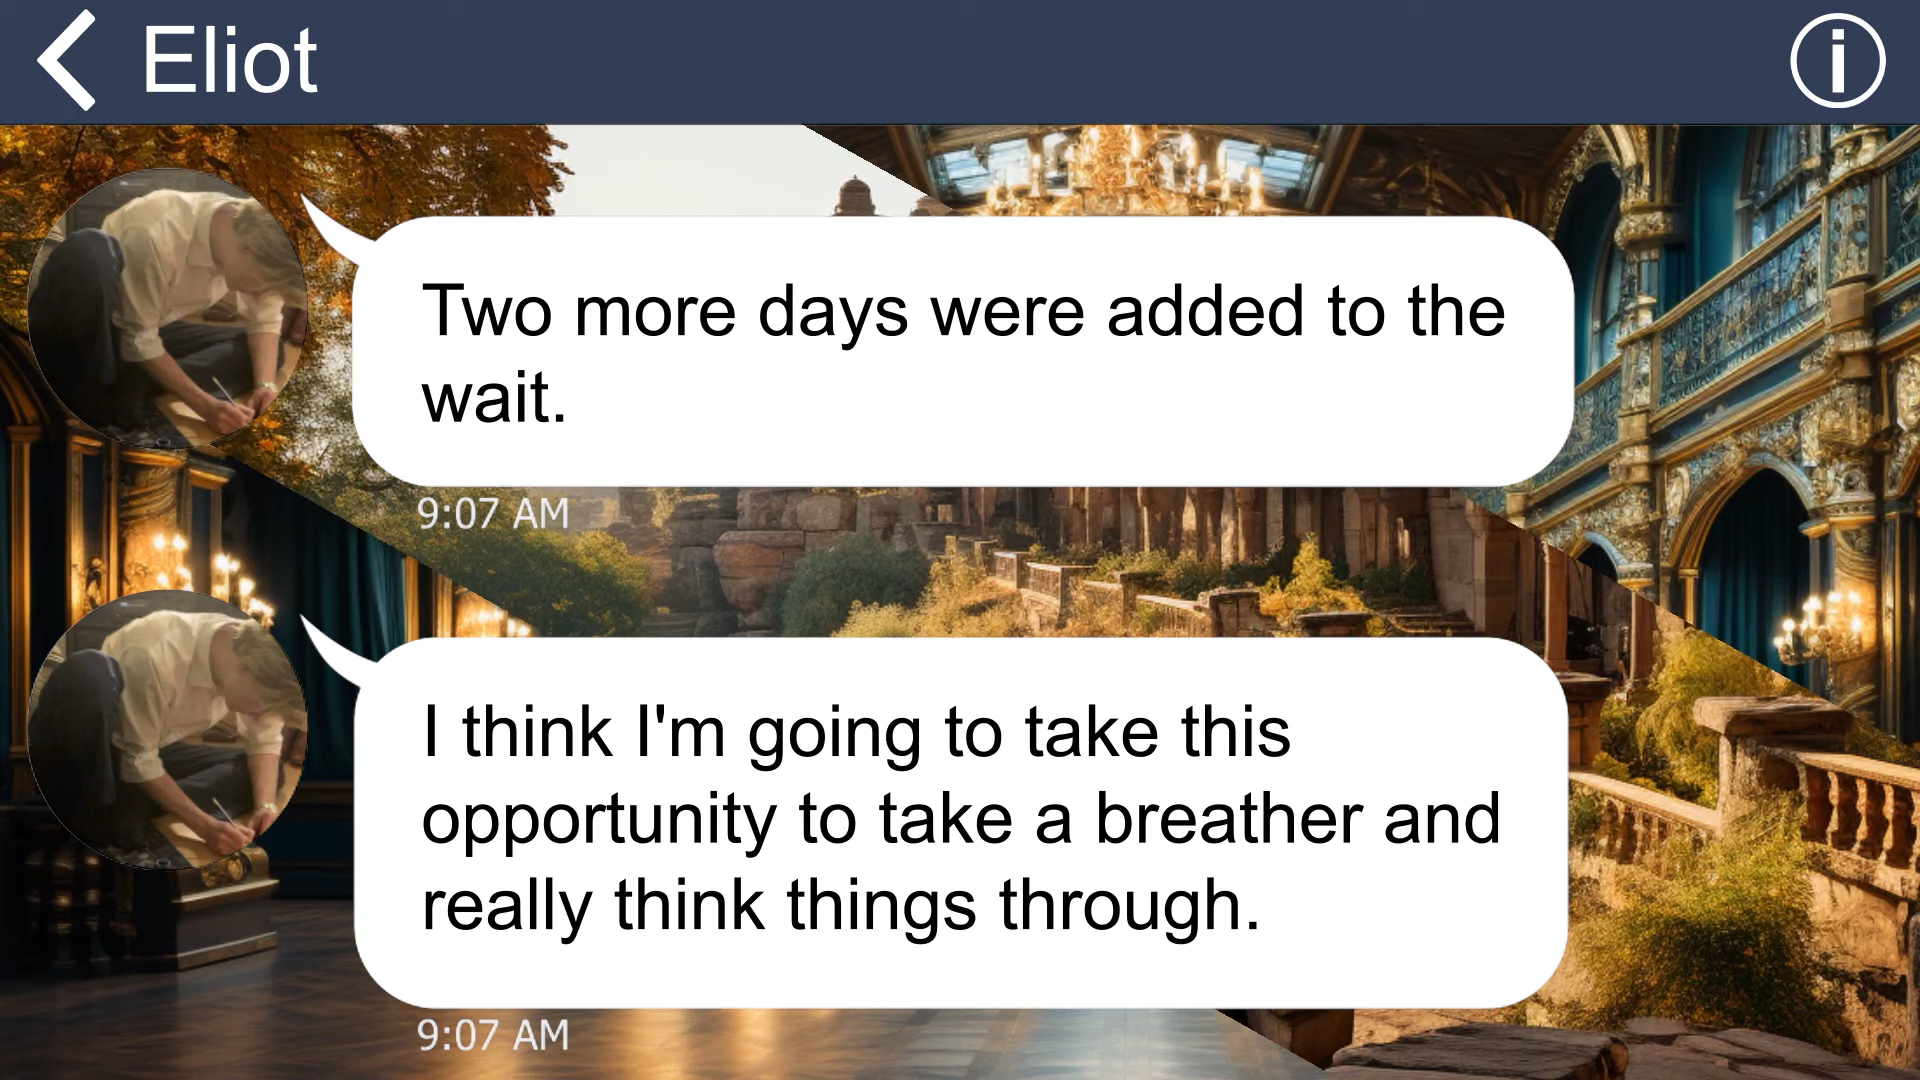 Eliot
Two more days were added to the
wait.
9:07 AM
I think I'm going to take this
opportunity to take a breather and
really think things through.
9:07 AM